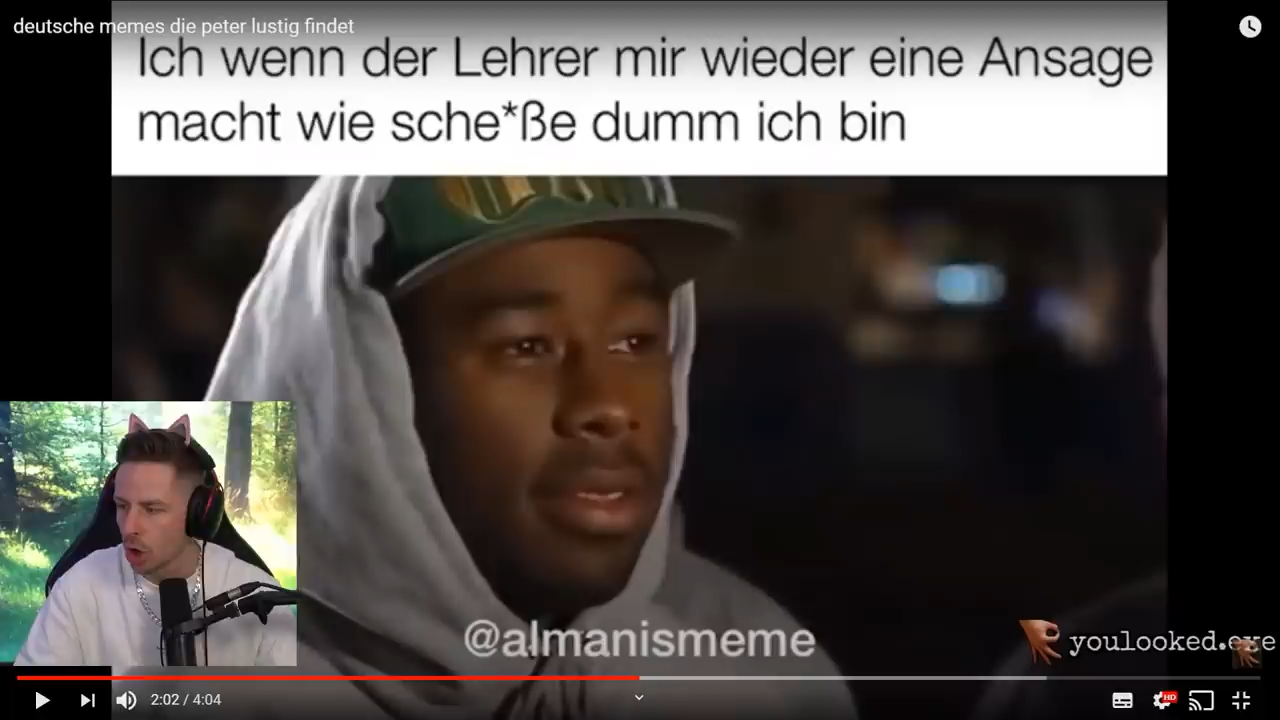 deutsche memes die peter lustig findet
Ich wenn der Lehrer mir wieder eine Ansage
macht wie sche*ße dumm ich bin
@almanismeme
youlooked.exe
2:02 / 4:04
HD